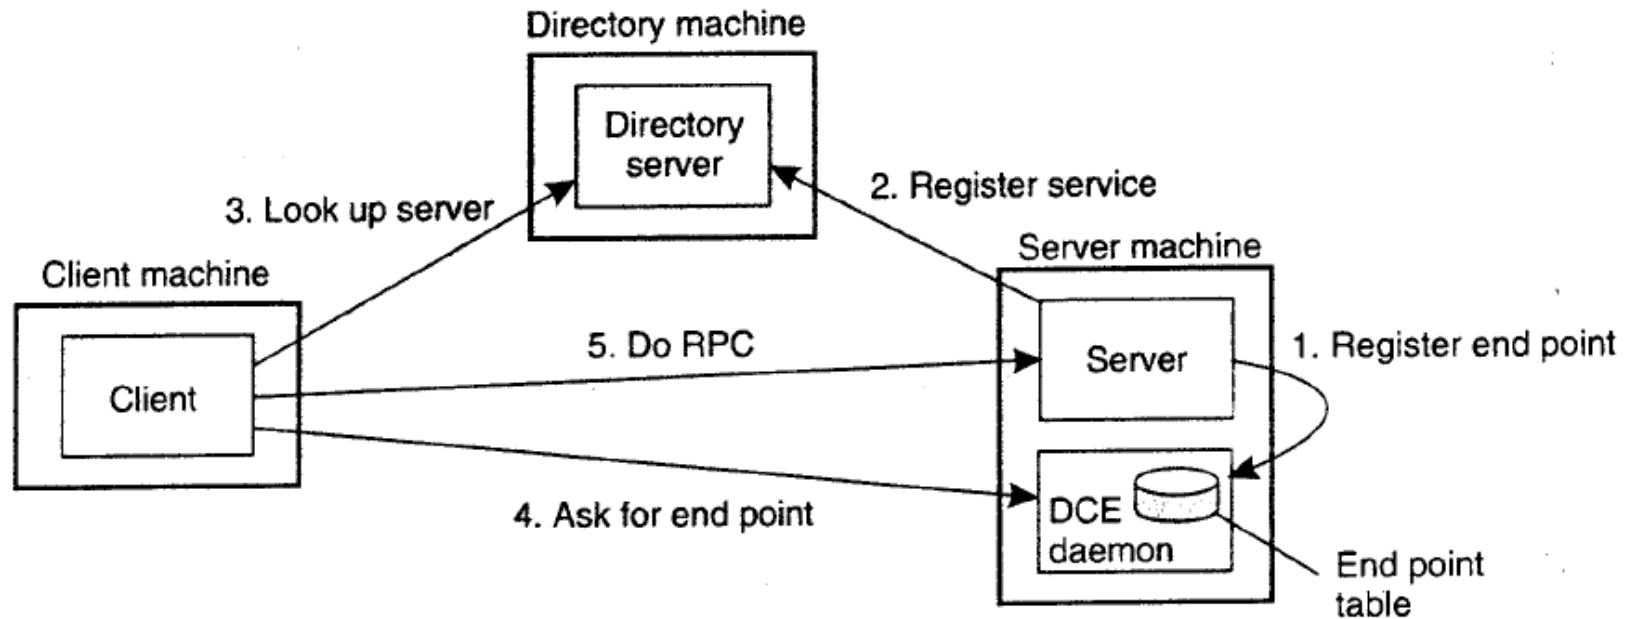 Directory machine
Directory
server
2. Register service
3. Look up server
Server machine
Client machine
5. Do RPC
1. Register end point
Server
Client
4. Ask for end point
DCE
daemon
End point
table